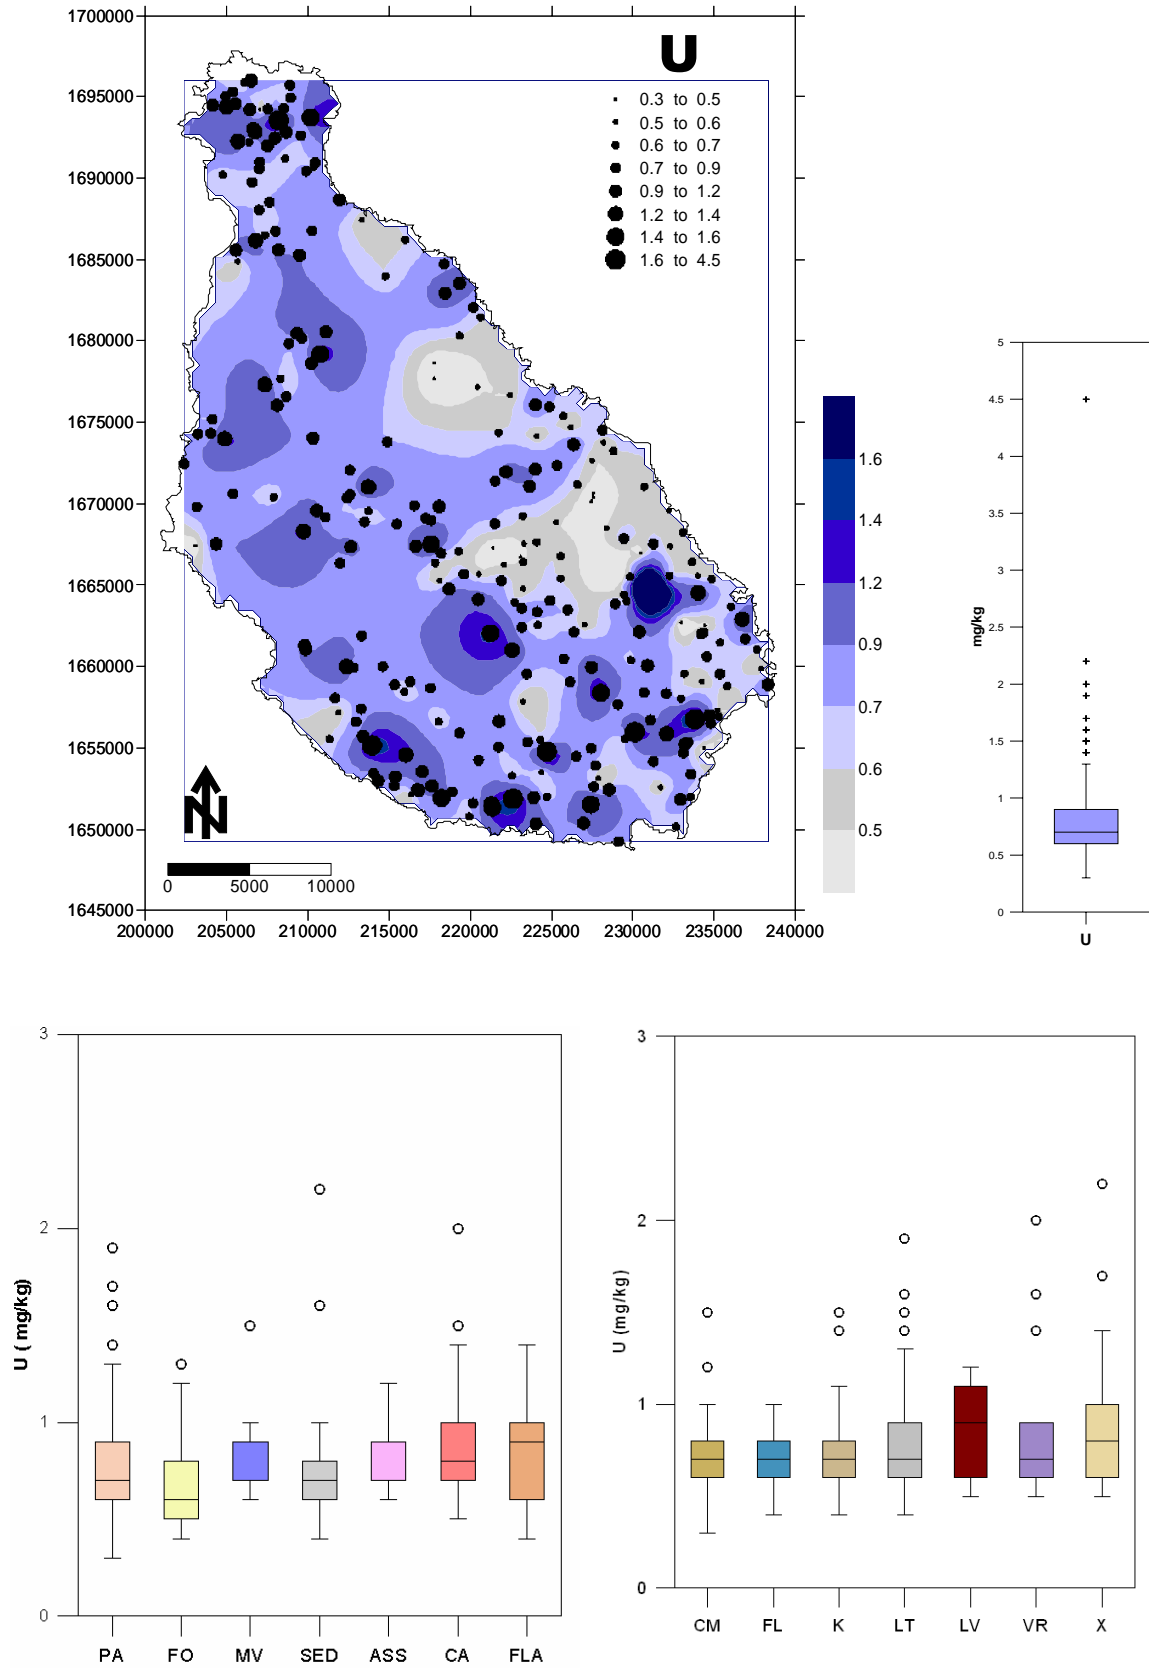 1700000
U
1695000
0.3 to 0.5
0.5 to 0.6
0.6 to 0.7
0.7 to 0.9
0.9 to 1.2
1.2 to 1.4
1.4 to 1.6
1.6 to 4.5
1690000
1685000
1680000
1675000
1670000
1665000
1660000
1655000
1650000
1645000
N
0 5000 10000
200000 205000 210000 215000 220000 225000 230000 235000 240000
1.6
1.4
1.2
0.9
0.7
0.6
0.5
5
4.5
4
3.5
3
2.5
2
1.5
1
0.5
0
mg/kg
U
3
2
1
0
U ( mg/kg)
PA FO MV SED ASS CA FLA
3
2
1
0
U (mg/kg)
CM FL K LT LV VR X